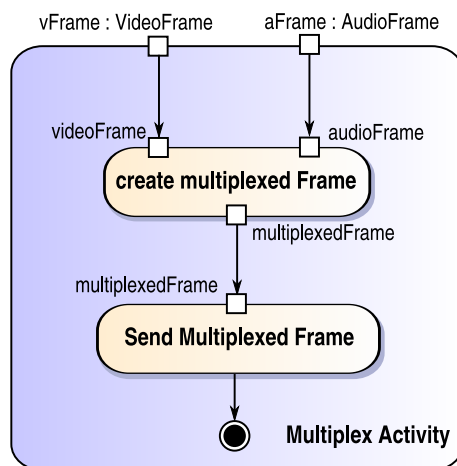 vFrame : VideoFrame
aFrame : AudioFrame
videoFrame
audioFrame
create multiplexed Frame
multiplexedFrame
multiplexedFrame
Send Multiplexed Frame
Multiplex Activity